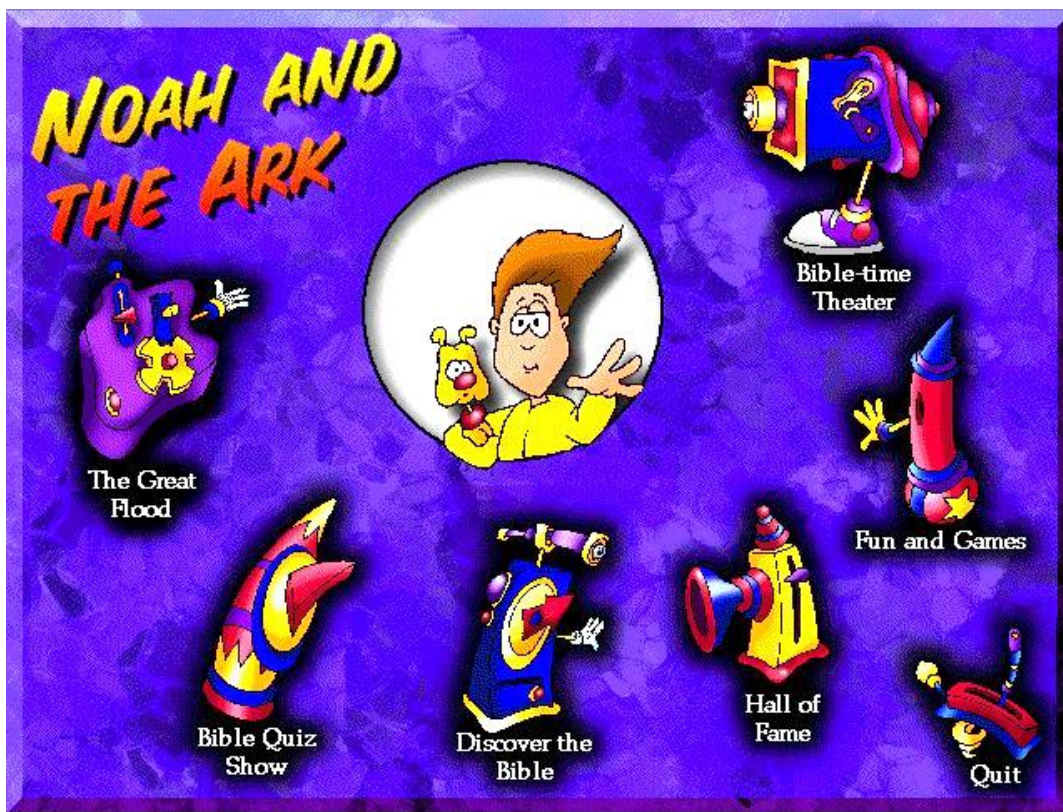 NOAH AND
THE ARK
Bible-time
Theater
The Great
Flood
Fun and Games
Bible Quiz
Show
Discover the
Bible
Hall of
Fame
Quit